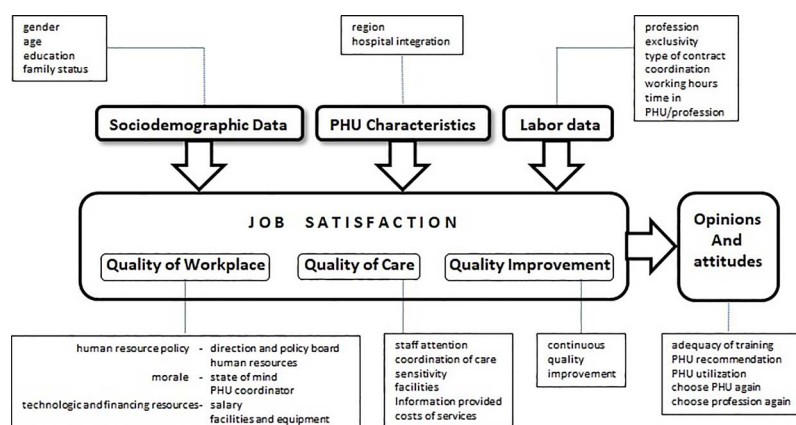 gender
age
education
family status
region
hospital integration
profession
exclusivity
type of contract
coordination
working hours
time in
PHU/profession
Sociodemographic Data
PHU Characteristics
Labor data
JOB SATISFACTION
Quality of Workplace
Quality of Care
Quality Improvement
Opinions
And
attitudes
human resource policy - direction and policy board
human resources
morale - state of mind
PHU coordinator
technologic and financing resources- salary
facilities and equipment
staff attention
coordination of care
sensitivity
facilities
Information provided
costs of services
continuous
quality
improvement
adequacy of training
PHU recommendation
PHU utilization
choose PHU again
choose profession again